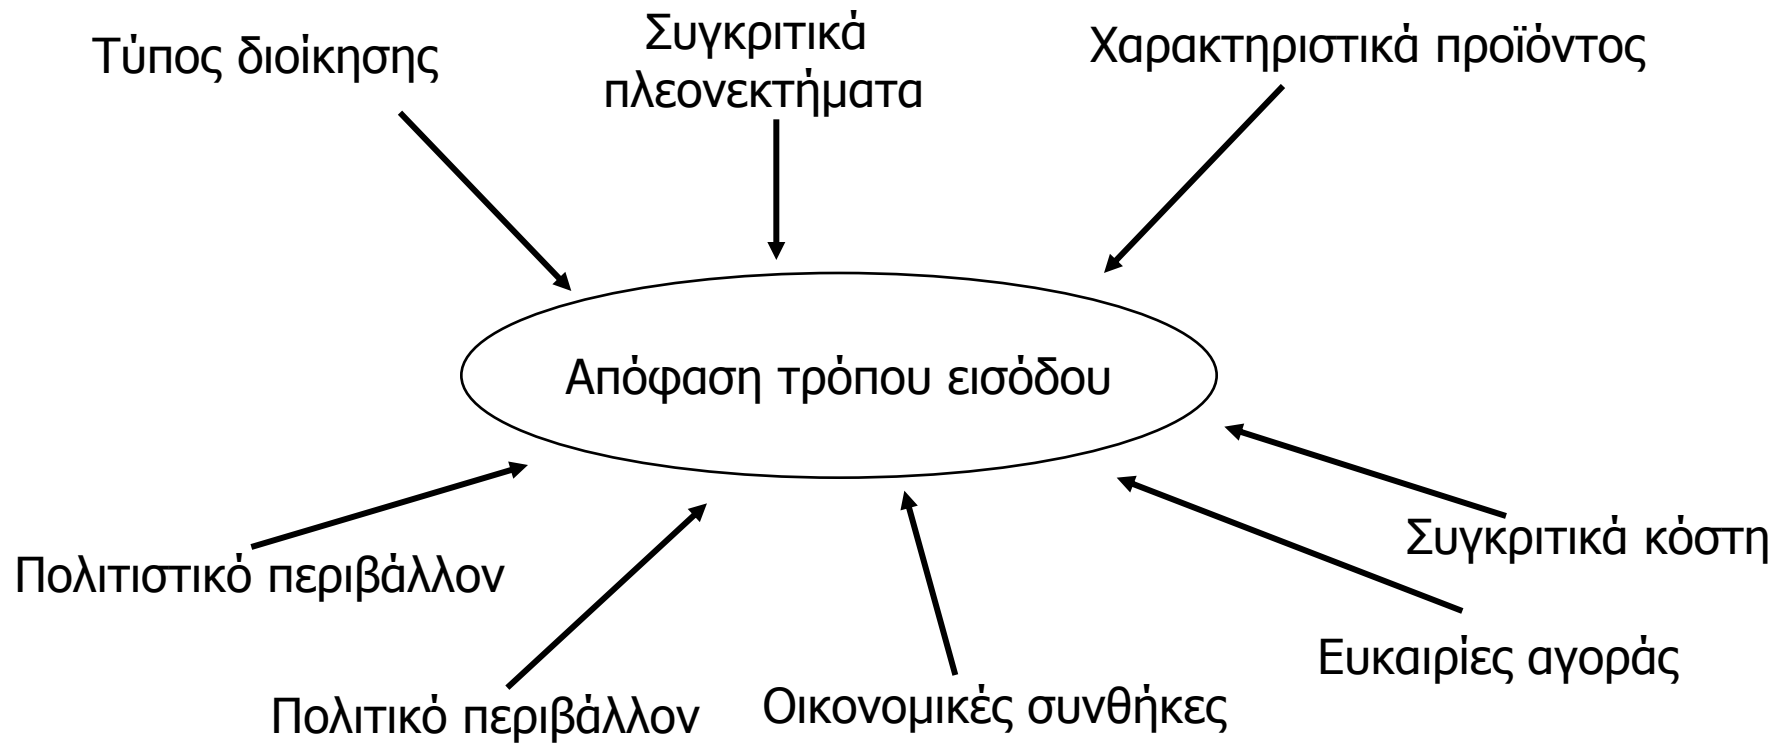 Τύπος διοίκησης
Συγκριτικά
πλεονεκτήματα
Χαρακτηριστικά προϊόντος
Απόφαση τρόπου εισόδου
Πολιτιστικό περιβάλλον
Πολιτικό περιβάλλον
Οικονομικές συνθήκες
Ευκαιρίες αγοράς
Συγκριτικά κόστη